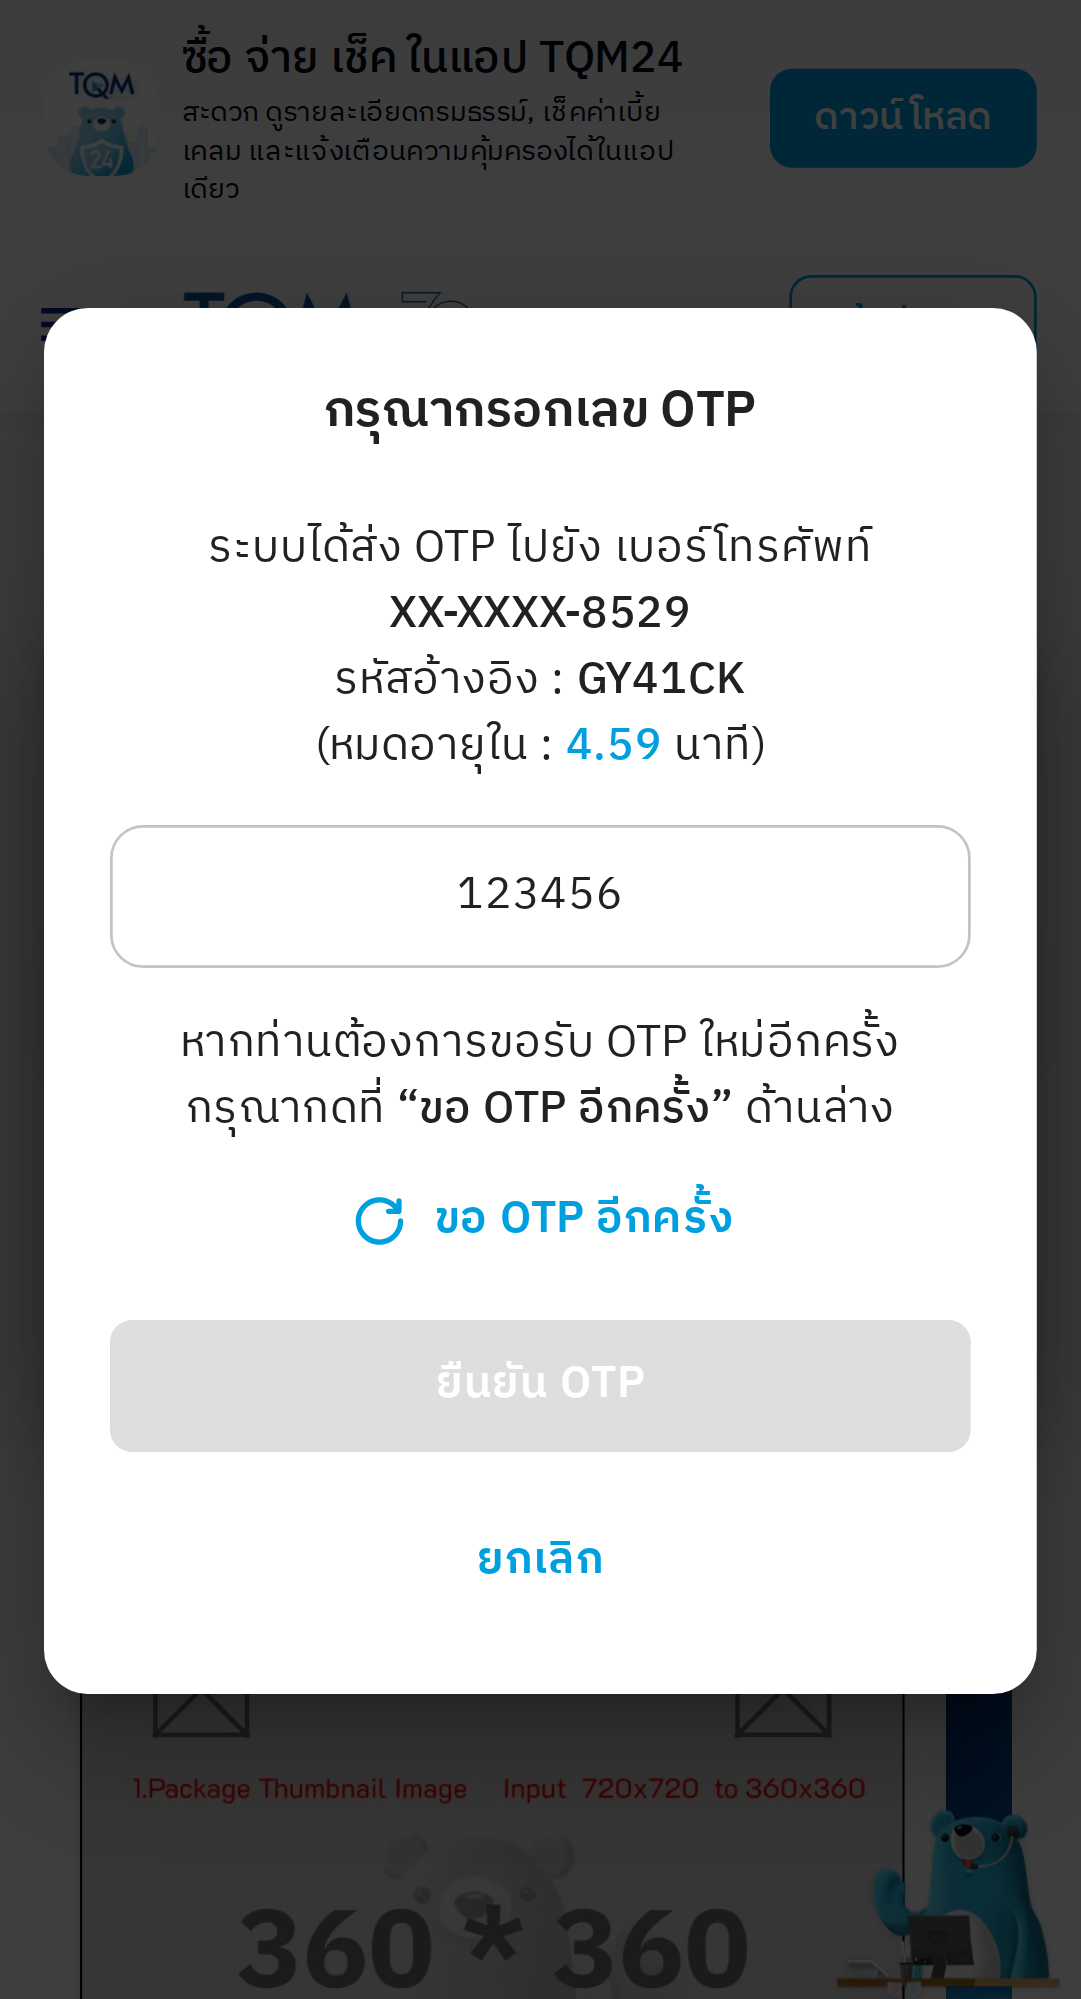 ซื้อ จ่าย เช็ค ในแอป TQM24
สะดวก ดูรายละเอียดกรมธรรม์, เช็คค่าเบี้ย
เคลม และแจ้งเตือนความคุ้มครองได้ในแอป
เดียว
ดาวน์โหลด
TQM
24
TQM
กรุณากรอกเลข OTP
ระบบได้ส่ง OTP ไปยัง เบอร์โทรศัพท์
XX-XXXX-8529
รหัสอ้างอิง : GY41CK
(หมดอายุใน : 4.59 นาที)
123456
หากท่านต้องการขอรับ OTP ใหม่อีกครั้ง
กรุณากดที่ “ขอ OTP อีกครั้ง” ด้านล่าง
ขอ OTP อีกครั้ง
ยืนยัน OTP
ยกเลิก
1.Package Thumbnail Image Input 720x720 to 360x360
360 * 360